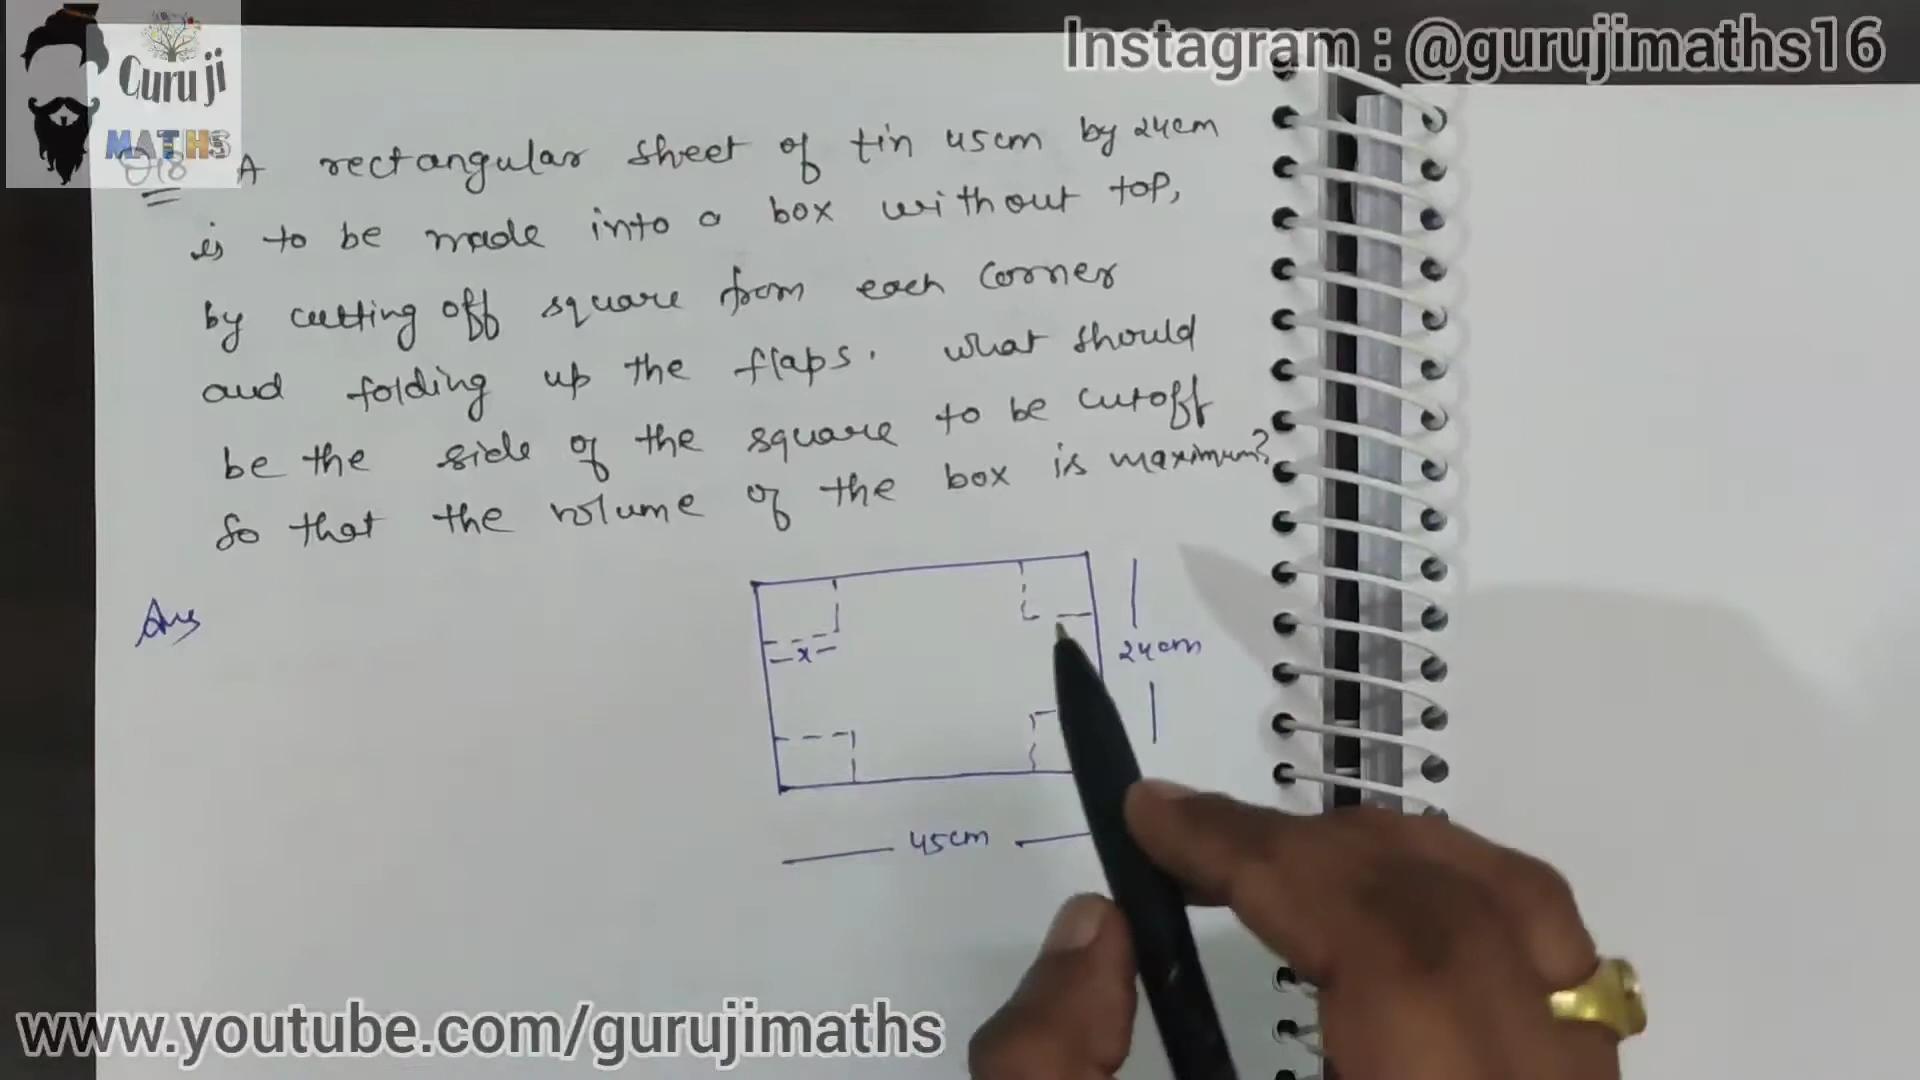 Instagram : @gurujimaths16
Guru ji
MATHS
Q18 A rectangular sheet of tin 45cm by 24cm
is to be made into a box without top,
by cutting off square from each corner
and folding up the flaps. what should
be the side of the square to be cutoff
so that the volume of the box is maximum?
Ans
x
24cm
45cm
www.youtube.com/gurujimaths